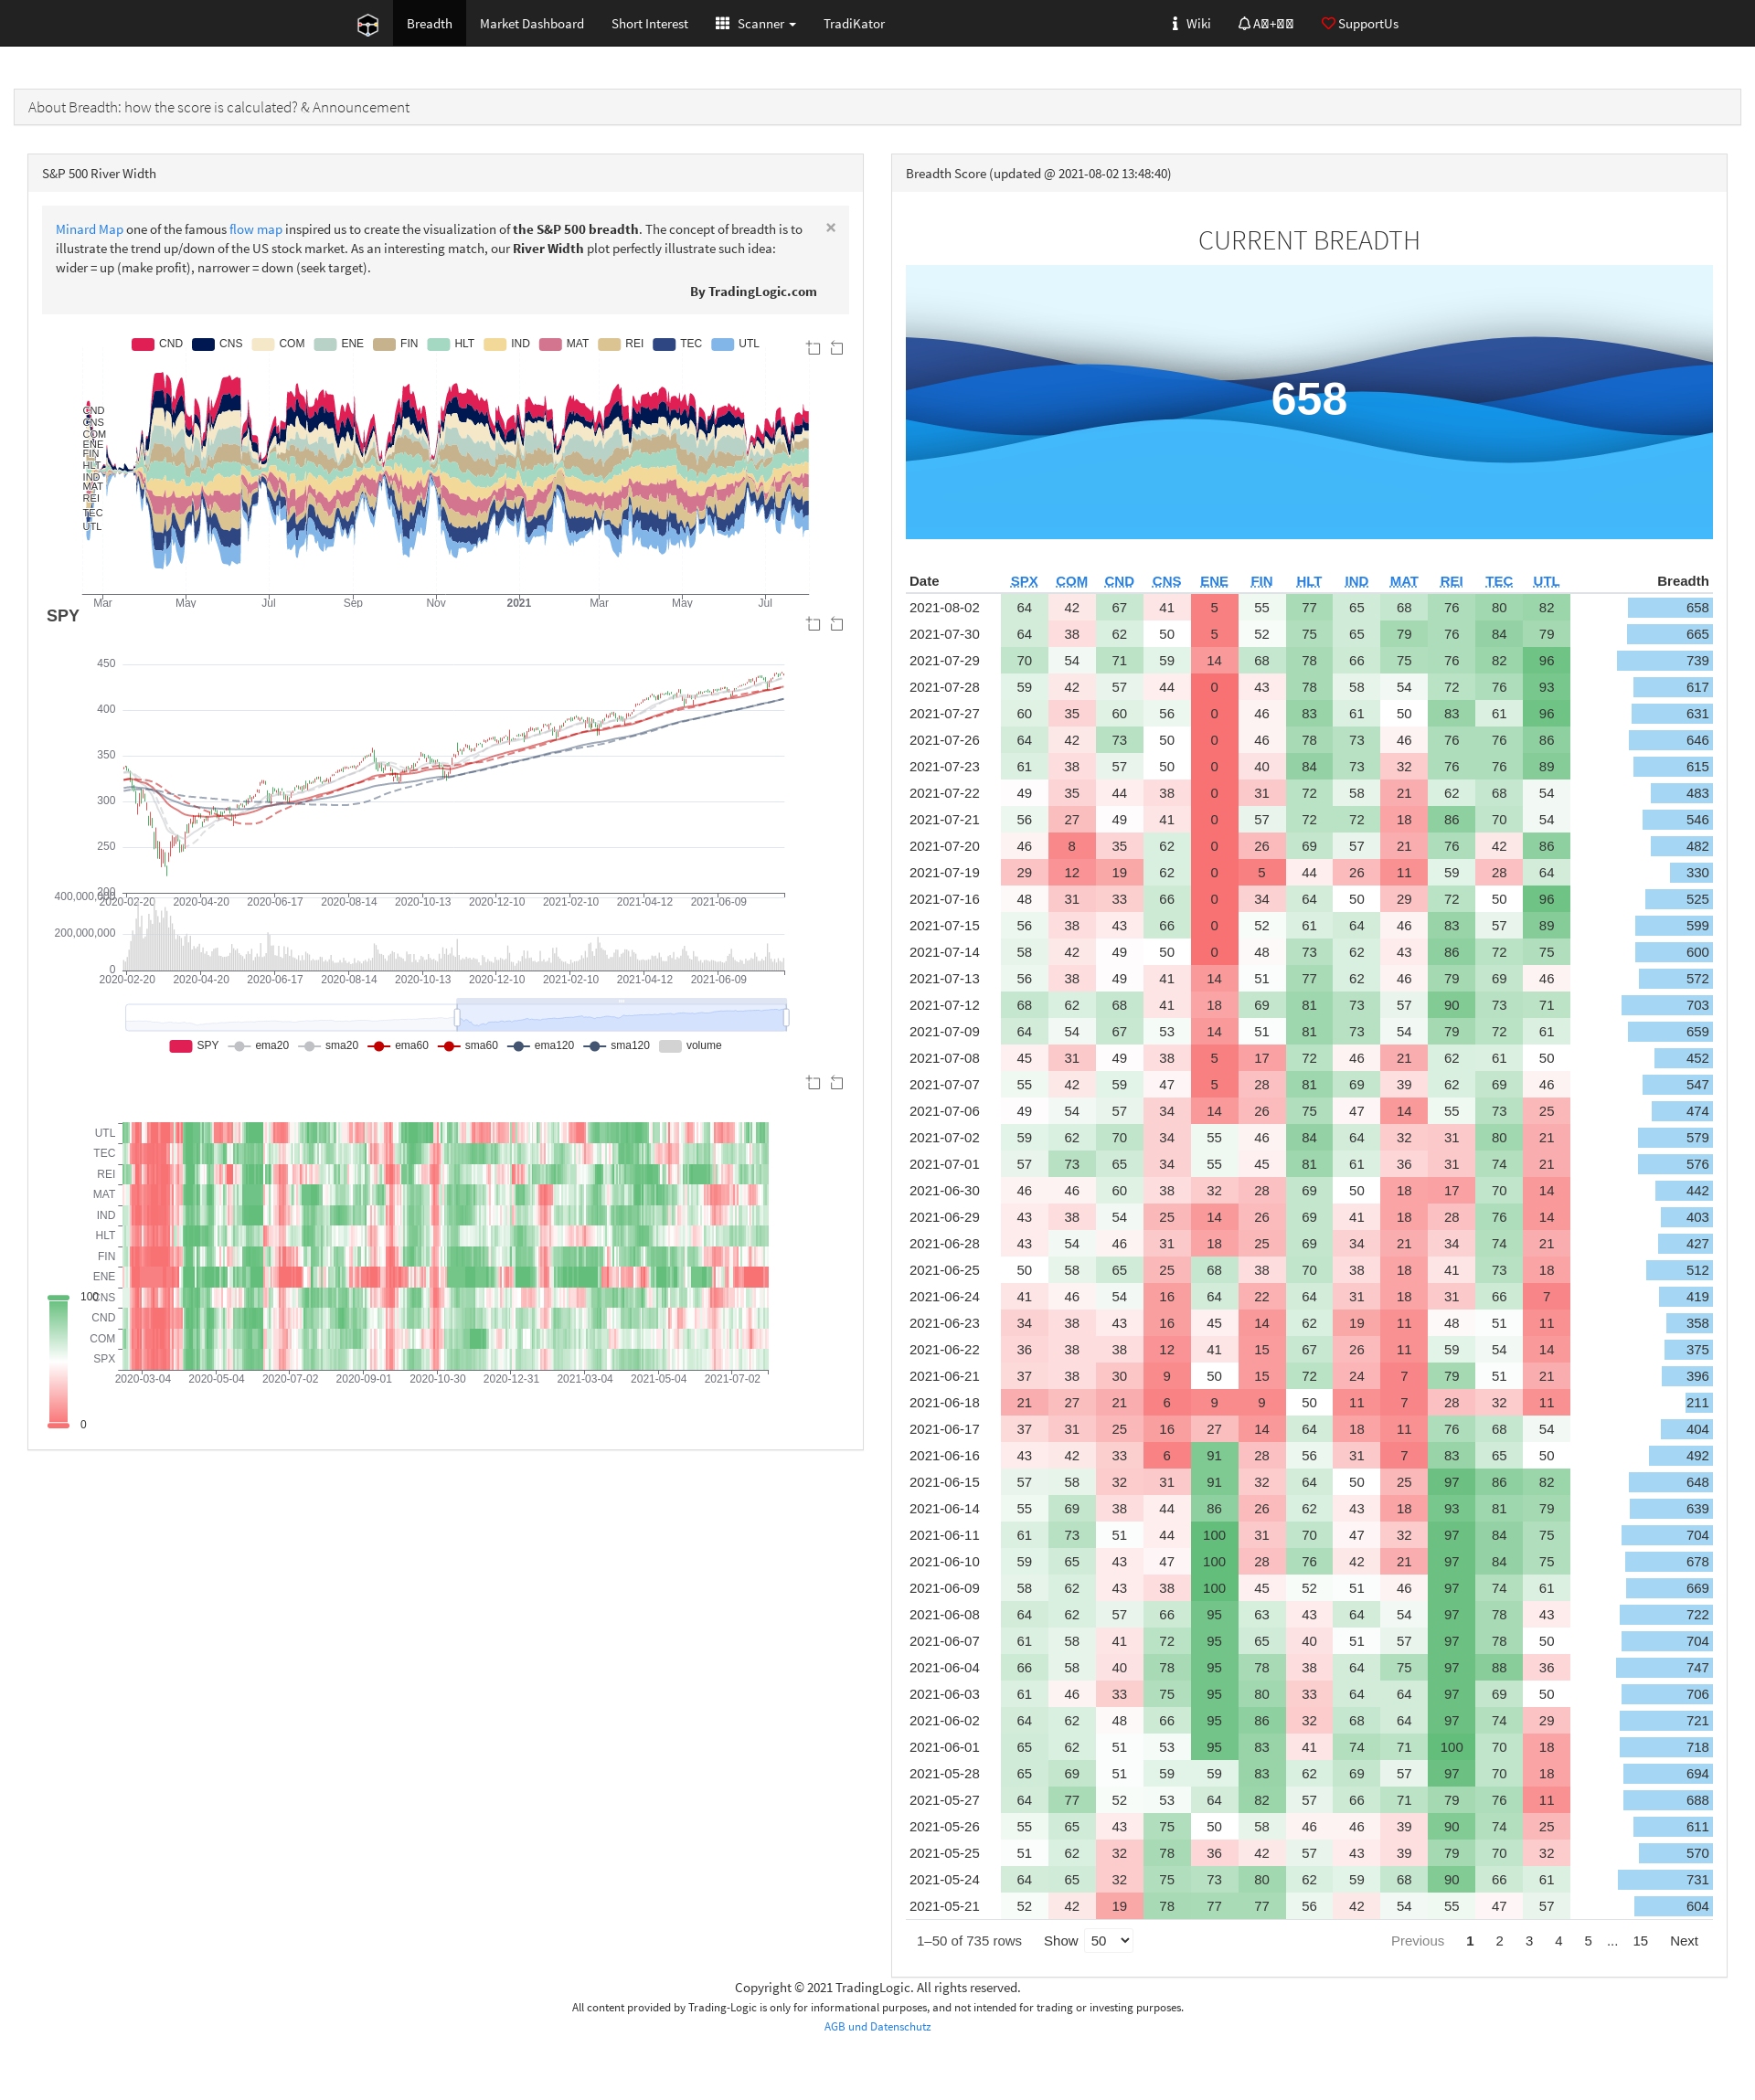 Breadth Market Dashboard Short Interest Scanner TradiKator Wiki SupportUs
About Breadth: how the score is calculated? & Announcement
S&P 500 River Width
Minard Map one of the famous flow map inspired us to create the visualization of the S&P 500 breadth. The concept of breadth is to
illustrate the trend up/down of the US stock market. As an interesting match, our River Width plot perfectly illustrate such idea:
wider = up (make profit), narrower = down (seek target).
×
By TradingLogic.com
CND CNS COM ENE FIN HLT IND MAT REI TEC UTL
CND
CNS
COM
ENE
FIN
HLT
IND
MAT
REI
TEC
UTL
Mar May Jul Sep Nov 2021 Mar May Jul
SPY
450
400
350
300
250
200
2020-02-20 2020-04-20 2020-06-17 2020-08-14 2020-10-13 2020-12-10 2021-02-10 2021-04-12 2021-06-09
400,000,000
200,000,000
0
2020-02-20 2020-04-20 2020-06-17 2020-08-14 2020-10-13 2020-12-10 2021-02-10 2021-04-12 2021-06-09
SPY ema20 sma20 ema60 sma60 ema120 sma120 volume
UTL
TEC
REI
MAT
IND
HLT
FIN
ENE
CNS
CND
COM
SPX
2020-03-04 2020-05-04 2020-07-02 2020-09-01 2020-10-30 2020-12-31 2021-03-04 2021-05-04 2021-07-02
100
0
Breadth Score (updated @ 2021-08-02 13:48:40)
CURRENT BREADTH
658
Date SPX COM CND CNS ENE FIN HLT IND MAT REI TEC UTL Breadth
2021-08-02 64 42 67 41 5 55 77 65 68 76 80 82 658
2021-07-30 64 38 62 50 5 52 75 65 79 76 84 79 665
2021-07-29 70 54 71 59 14 68 78 66 75 76 82 96 739
2021-07-28 59 42 57 44 0 43 78 58 54 72 76 93 617
2021-07-27 60 35 60 56 0 46 83 61 50 83 61 96 631
2021-07-26 64 42 73 50 0 46 78 73 46 76 76 86 646
2021-07-23 61 38 57 50 0 40 84 73 32 76 76 89 615
2021-07-22 49 35 44 38 0 31 72 58 21 62 68 54 483
2021-07-21 56 27 49 41 0 57 72 72 18 86 70 54 546
2021-07-20 46 8 35 62 0 26 69 57 21 76 42 86 482
2021-07-19 29 12 19 62 0 5 44 26 11 59 28 64 330
2021-07-16 48 31 33 66 0 34 64 50 29 72 50 96 525
2021-07-15 56 38 43 66 0 52 61 64 46 83 57 89 599
2021-07-14 58 42 49 50 0 48 73 62 43 86 72 75 600
2021-07-13 56 38 49 41 14 51 77 62 46 79 69 46 572
2021-07-12 68 62 68 41 18 69 81 73 57 90 73 71 703
2021-07-09 64 54 67 53 14 51 81 73 54 79 72 61 659
2021-07-08 45 31 49 38 5 17 72 46 21 62 61 50 452
2021-07-07 55 42 59 47 5 28 81 69 39 62 69 46 547
2021-07-06 49 54 57 34 14 26 75 47 14 55 73 25 474
2021-07-02 59 62 70 34 55 46 84 64 32 31 80 21 579
2021-07-01 57 73 65 34 55 45 81 61 36 31 74 21 576
2021-06-30 46 46 60 38 32 28 69 50 18 17 70 14 442
2021-06-29 43 38 54 25 14 26 69 41 18 28 76 14 403
2021-06-28 43 54 46 31 18 25 69 34 21 34 74 21 427
2021-06-25 50 58 65 25 68 38 70 38 18 41 73 18 512
2021-06-24 41 46 54 16 64 22 64 31 18 31 66 7 419
2021-06-23 34 38 43 16 45 14 62 19 11 48 51 11 358
2021-06-22 36 38 38 12 41 15 67 26 11 59 54 14 375
2021-06-21 37 38 30 9 50 15 72 24 7 79 51 21 396
2021-06-18 21 27 21 6 9 9 50 11 7 28 32 11 211
2021-06-17 37 31 25 16 27 14 64 18 11 76 68 54 404
2021-06-16 43 42 33 6 91 28 56 31 7 83 65 50 492
2021-06-15 57 58 32 31 91 32 64 50 25 97 86 82 648
2021-06-14 55 69 38 44 86 26 62 43 18 93 81 79 639
2021-06-11 61 73 51 44 100 31 70 47 32 97 84 75 704
2021-06-10 59 65 43 47 100 28 76 42 21 97 84 75 678
2021-06-09 58 62 43 38 100 45 52 51 46 97 74 61 669
2021-06-08 64 62 57 66 95 63 43 64 54 97 78 43 722
2021-06-07 61 58 41 72 95 65 40 51 57 97 78 50 704
2021-06-04 66 58 40 78 95 78 38 64 75 97 88 36 747
2021-06-03 61 46 33 75 95 80 33 64 64 97 69 50 706
2021-06-02 64 62 48 66 95 86 32 68 64 97 74 29 721
2021-06-01 65 62 51 53 95 83 41 74 71 100 70 18 718
2021-05-28 65 69 51 59 59 83 62 69 57 97 70 18 694
2021-05-27 64 77 52 53 64 82 57 66 71 79 76 11 688
2021-05-26 55 65 43 75 50 58 46 46 39 90 74 25 611
2021-05-25 51 62 32 78 36 42 57 43 39 79 70 32 570
2021-05-24 64 65 32 75 73 80 62 59 68 90 66 61 731
2021-05-21 52 42 19 78 77 77 56 42 54 55 47 57 604
1–50 of 735 rows Show 50 Previous 1 2 3 4 5 ... 15 Next
Copyright © 2021 TradingLogic. All rights reserved.
All content provided by Trading-Logic is only for informational purposes, and not intended for trading or investing purposes.
AGB und Datenschutz